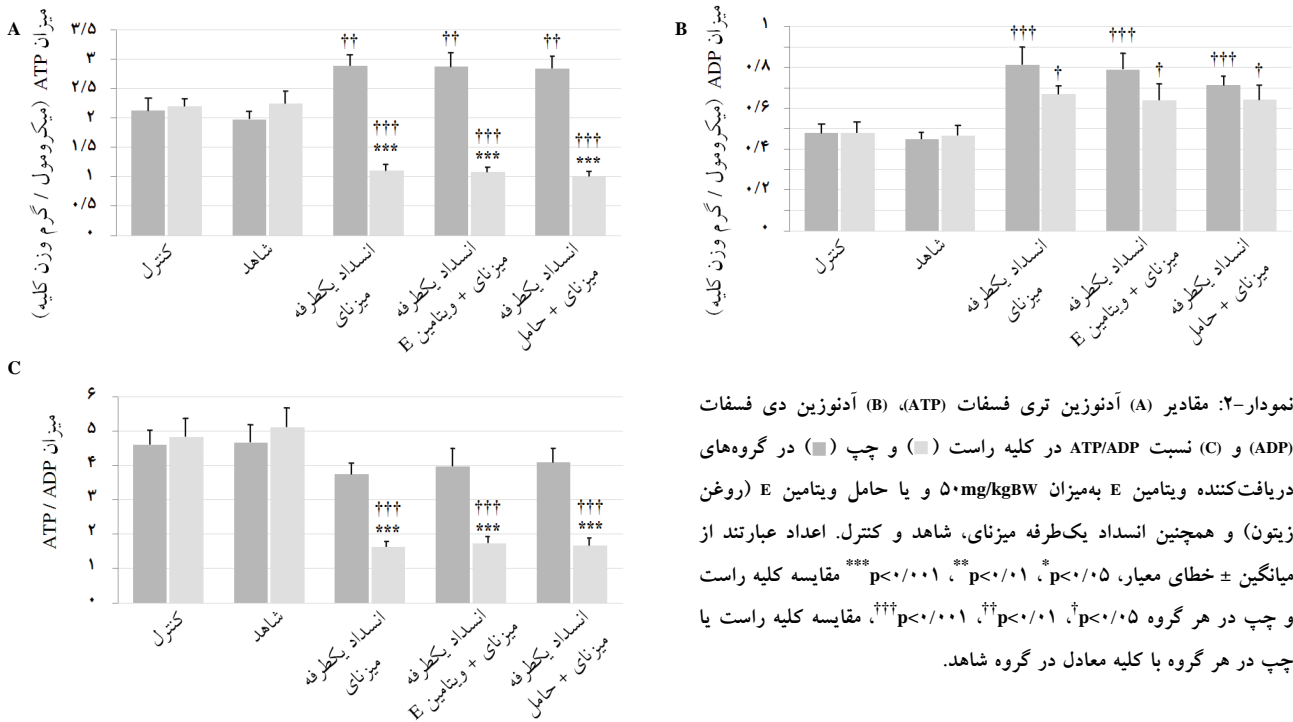 A
میزان ATP (میکرومول / گرم وزن کلیه)
۳/۵
۳
۲/۵
۲
۱/۵
۱
۰/۵
۰
††
††
††
†††
***
†††
***
†††
***
کنترل
شاهد
انسداد یکطرفه
میزنای
انسداد یکطرفه
میزنای + ویتامین E
انسداد یکطرفه
میزنای + حامل
B
میزان ADP (میکرومول / گرم وزن کلیه)
۱
۰/۸
۰/۶
۰/۴
۰/۲
۰
†††
†
†††
†
†††
†
کنترل
شاهد
انسداد یکطرفه
میزنای
انسداد یکطرفه
میزنای + ویتامین E
انسداد یکطرفه
میزنای + حامل
C
میزان ATP / ADP
۶
۵
۴
۳
۲
۱
۰
†††
***
†††
***
†††
***
کنترل
شاهد
انسداد یکطرفه
میزنای
انسداد یکطرفه
میزنای + ویتامین E
انسداد یکطرفه
میزنای + حامل
نمودار-۲: مقادیر (A) آدنوزین تری فسفات (ATP)، (B) آدنوزین دی فسفات
(ADP) و (C) نسبت ATP/ADP در کلیه راست (■) و چپ (■) در گروه‌های
دریافت‌کننده ویتامین E به‌میزان ۵۰mg/kgBW و یا حامل ویتامین E (روغن
زیتون) و همچنین انسداد یک‌طرفه میزنای، شاهد و کنترل. اعداد عبارتند از
میانگین ± خطای معیار، *p<۰/۰۵، **p<۰/۰۱، ***p<۰/۰۰۱ مقایسه کلیه راست
و چپ در هر گروه †p<۰/۰۵، ††p<۰/۰۱، †††p<۰/۰۰۱، مقایسه کلیه راست یا
چپ در هر گروه با کلیه معادل در گروه شاهد.